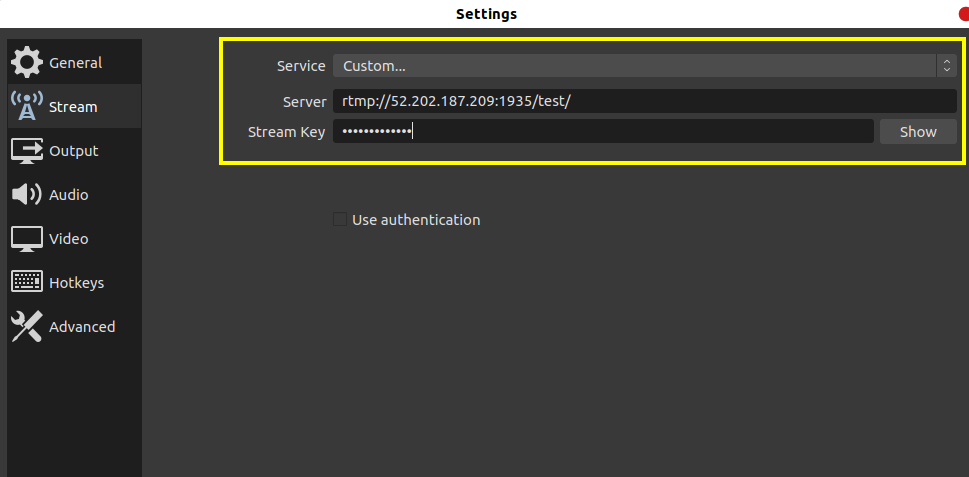 Settings
General
Stream
Output
Audio
Video
Hotkeys
Advanced
Service Custom...
Server rtmp://52.202.187.209:1935/test/
Stream Key ••••••••••••• Show
Use authentication